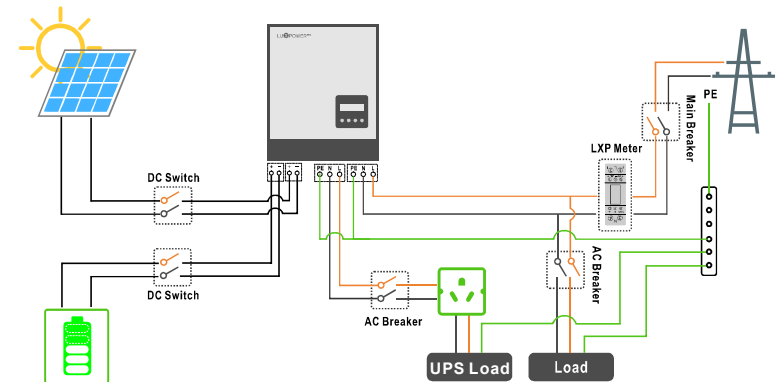 LUXPOWER
PE
Main Breaker
LXP Meter
DC Switch
+ - + -
PE N L PE N L
AC Breaker
DC Switch
AC Breaker
UPS Load
Load